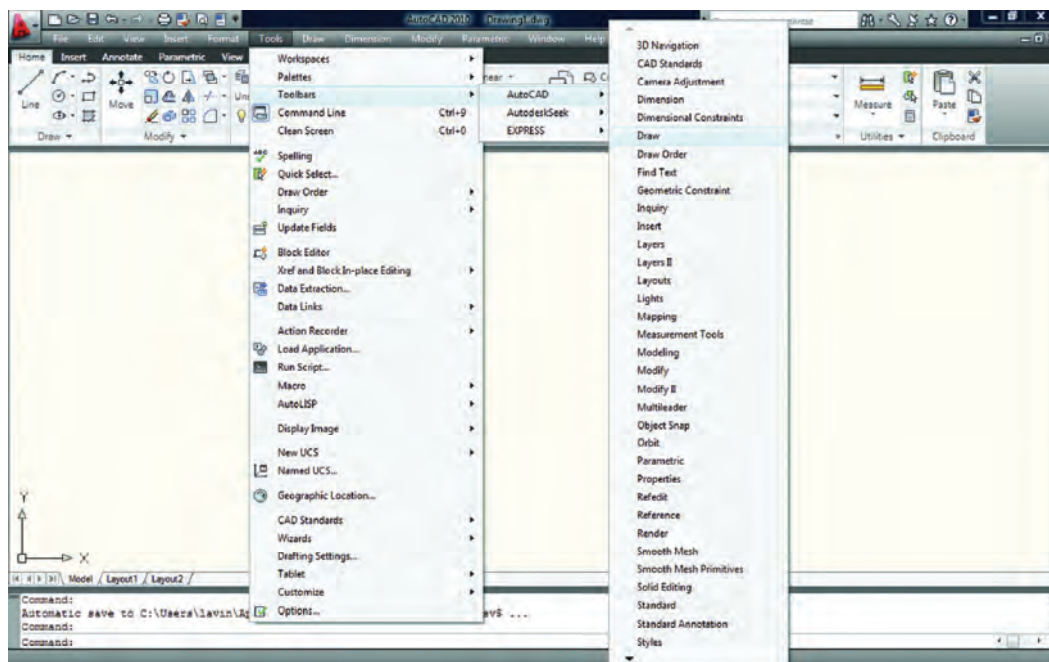 AutoCAD 2010 Drawing1.dwg
File Edit View Insert Format Tools Draw Dimension Modify Parametric Window Help
Home Insert Annotate Parametric View
Line
Move
Measure
Paste
Draw
Modify
Utilities
Clipboard
Workspaces
Palettes
Toolbars
Command Line Ctrl+9
Clean Screen Ctrl+0
Spelling
Quick Select...
Draw Order
Inquiry
Update Fields
Block Editor
Xref and Block In-place Editing
Data Extraction...
Data Links
Action Recorder
Load Application...
Run Script...
Macro
AutoLISP
Display Image
New UCS
Named UCS...
Geographic Location...
CAD Standards
Wizards
Drafting Settings...
Tablet
Customize
Options...
AutoCAD
AutodeskSeek
EXPRESS
3D Navigation
CAD Standards
Camera Adjustment
Dimension
Dimensional Constraints
Draw
Draw Order
Find Text
Geometric Constraint
Inquiry
Insert
Layers
Layers II
Layouts
Lights
Mapping
Measurement Tools
Modeling
Modify
Modify II
Multileader
Object Snap
Orbit
Parametric
Properties
Refedit
Reference
Render
Smooth Mesh
Smooth Mesh Primitives
Solid Editing
Standard
Standard Annotation
Styles
Y
X
Model Layout1 Layout2
Command:
Automatic save to C:\Users\lavin\Ap
...
Command:
Command: